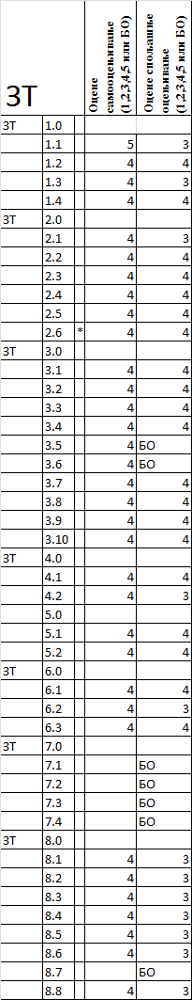 ЗТ
Оцене самооцењивање (1,2,3,4,5 или БО)
Оцене спољашње оцењивање (1,2,3,4,5 или БО)
ЗТ 1.0
1.1 5 3
1.2 4 4
1.3 4 3
1.4 4 4
ЗТ 2.0
2.1 4 3
2.2 4 4
2.3 4 4
2.4 4 4
2.5 4 4
2.6 * 4 4
ЗТ 3.0
3.1 4 4
3.2 4 4
3.3 4 4
3.4 4 4
3.5 4 БО
3.6 4 БО
3.7 4 4
3.8 4 4
3.9 4 4
3.10 4 4
ЗТ 4.0
4.1 4 4
4.2 4 3
5.0
5.1 4 4
5.2 4 4
ЗТ 6.0
6.1 4 4
6.2 4 3
6.3 4 4
ЗТ 7.0
7.1 БО
7.2 БО
7.3 БО
7.4 БО
ЗТ 8.0
8.1 4 3
8.2 4 3
8.3 4 3
8.4 4 3
8.5 4 3
8.6 4 3
8.7 БО
8.8 4 3